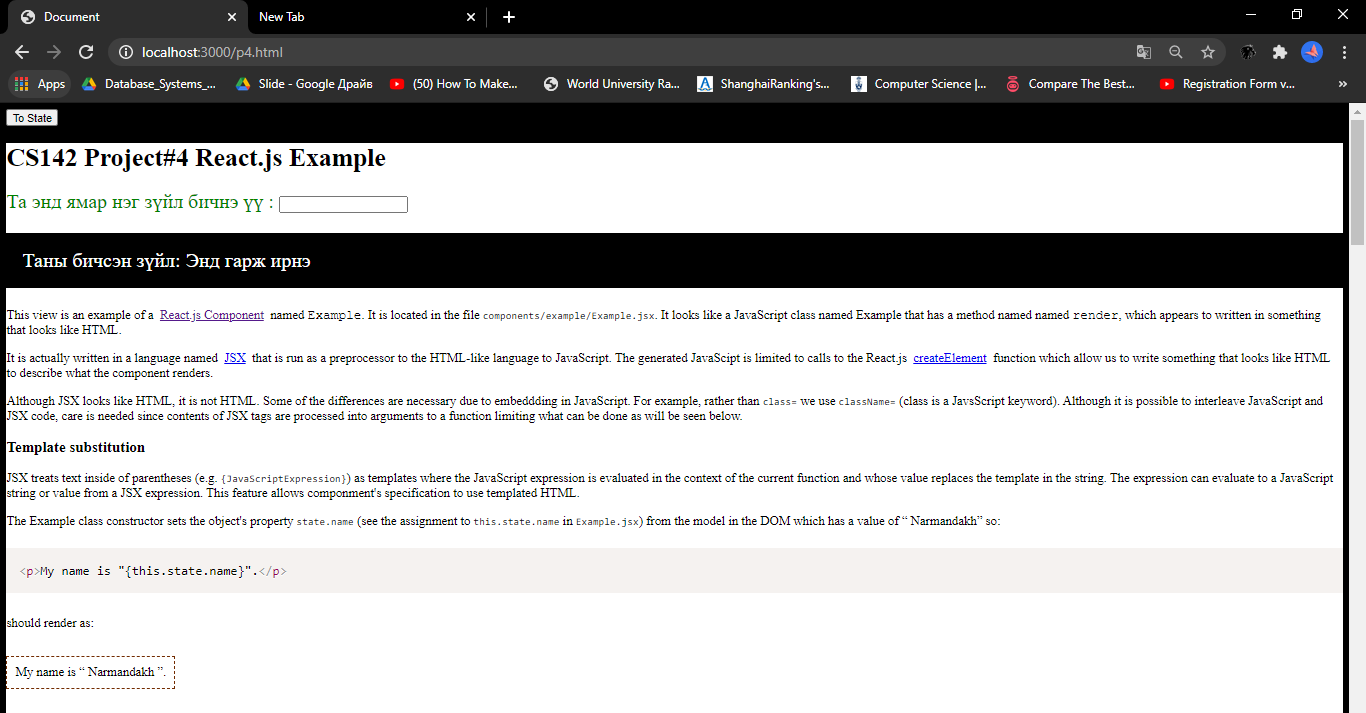 Document
New Tab
localhost:3000/p4.html
Apps
Database_Systems_...
Slide - Google Драйв
(50) How To Make...
World University Ra...
ShanghaiRanking's...
Computer Science |...
Compare The Best...
Registration Form v...
»
To State
CS142 Project#4 React.js Example
Та энд ямар нэг зүйл бичнэ үү :
Таны бичсэн зүйл: Энд гарж ирнэ
This view is an example of a React.js Component named Example. It is located in the file components/example/Example.jsx. It looks like a JavaScript class named Example that has a method named named render, which appears to written in something
that looks like HTML.
It is actually written in a language named JSX that is run as a preprocessor to the HTML-like language to JavaScript. The generated JavaScipt is limited to calls to the React.js createElement function which allow us to write something that looks like HTML
to describe what the component renders.
Although JSX looks like HTML, it is not HTML. Some of the differences are necessary due to embeddding in JavaScript. For example, rather than class= we use className= (class is a JavsScript keyword). Although it is possible to interleave JavaScript and
JSX code, care is needed since contents of JSX tags are processed into arguments to a function limiting what can be done as will be seen below.
Template substitution
JSX treats text inside of parentheses (e.g. {JavaScriptExpression}) as templates where the JavaScript expression is evaluated in the context of the current function and whose value replaces the template in the string. The expression can evaluate to a JavaScript
string or value from a JSX expression. This feature allows componment's specification to use templated HTML.
The Example class constructor sets the object's property state.name (see the assignment to this.state.name in Example.jsx) from the model in the DOM which has a value of “ Narmandakh” so:
<p>My name is "{this.state.name}".</p>
should render as:
My name is “ Narmandakh ”.